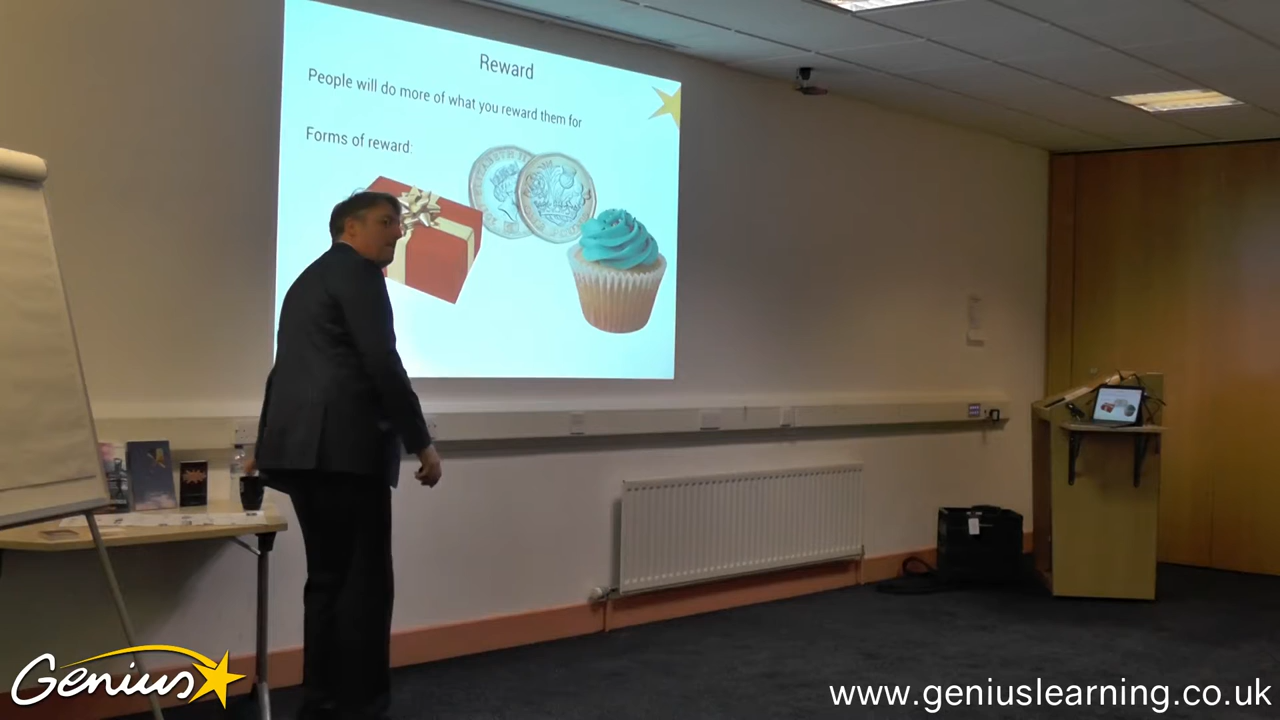 Reward
People will do more of what you reward them for
Forms of reward:
Genius
www.geniuslearning.co.uk